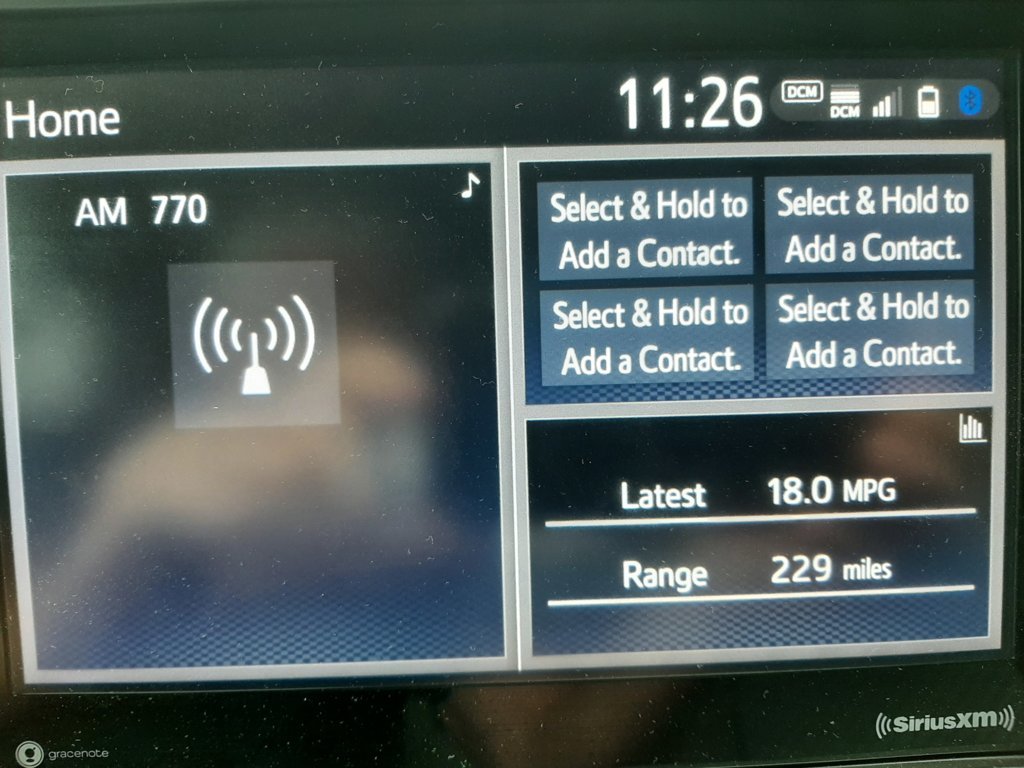 Home
11:26
DCM
DCM
AM 770
Select & Hold to
Add a Contact.
Select & Hold to
Add a Contact.
Select & Hold to
Add a Contact.
Select & Hold to
Add a Contact.
Latest 18.0 MPG
Range 229 miles
gracenote
SiriusXM